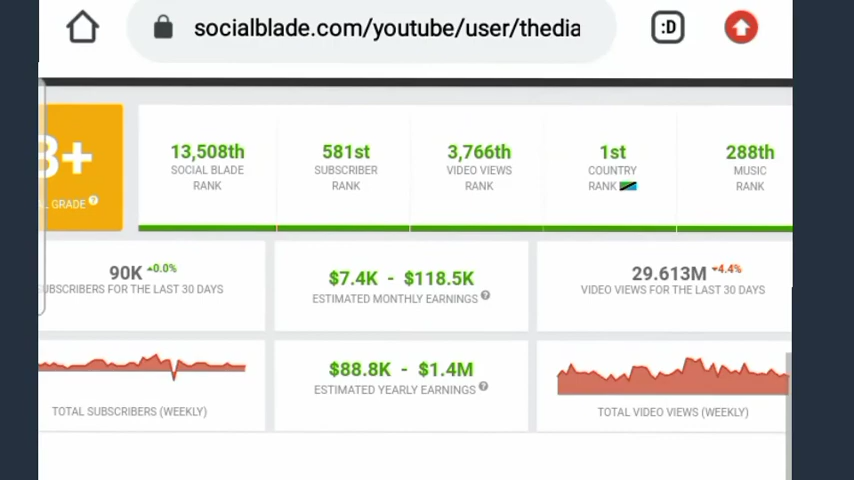 socialblade.com/youtube/user/thedia
:D
B+
L GRADE ?
13,508th
SOCIAL BLADE
RANK
581st
SUBSCRIBER
RANK
3,766th
VIDEO VIEWS
RANK
1st
COUNTRY
RANK
288th
MUSIC
RANK
90K 0.0%
UBSCRIBERS FOR THE LAST 30 DAYS
$7.4K - $118.5K
ESTIMATED MONTHLY EARNINGS ?
29.613M 4.4%
VIDEO VIEWS FOR THE LAST 30 DAYS
TOTAL SUBSCRIBERS (WEEKLY)
$88.8K - $1.4M
ESTIMATED YEARLY EARNINGS ?
TOTAL VIDEO VIEWS (WEEKLY)